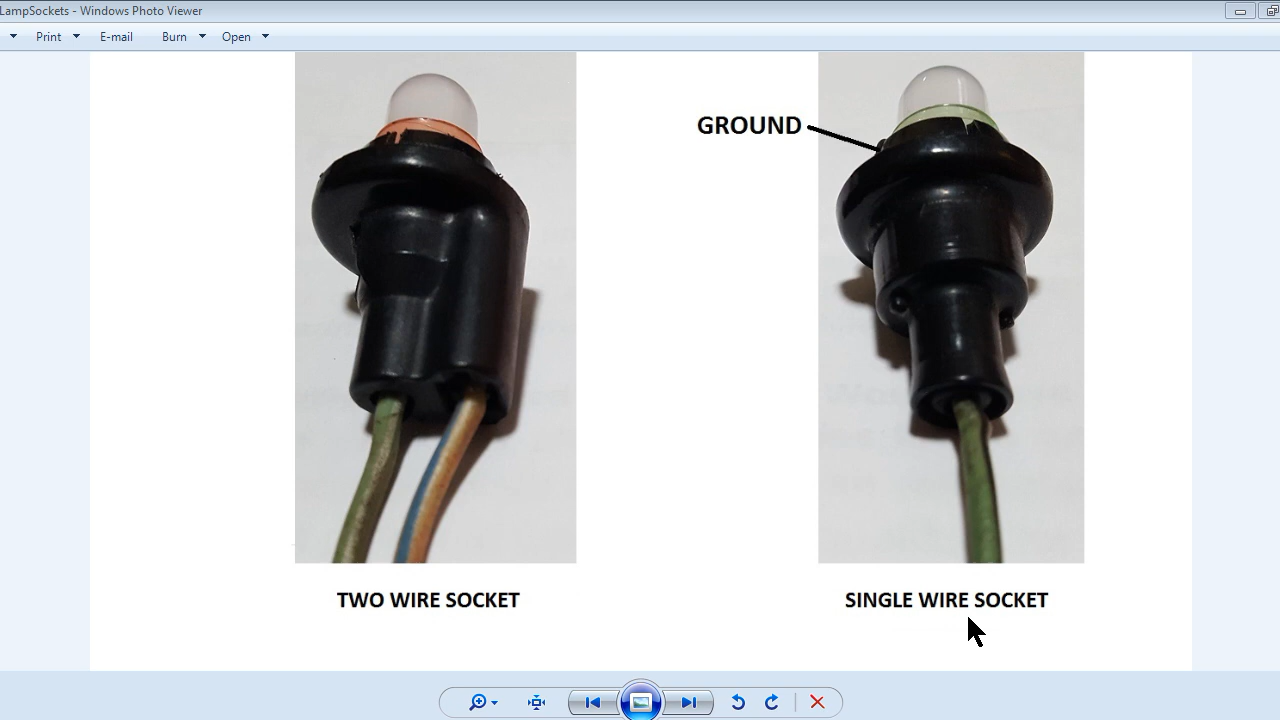 LampSockets - Windows Photo Viewer
Print E-mail Burn Open
GROUND
TWO WIRE SOCKET
SINGLE WIRE SOCKET